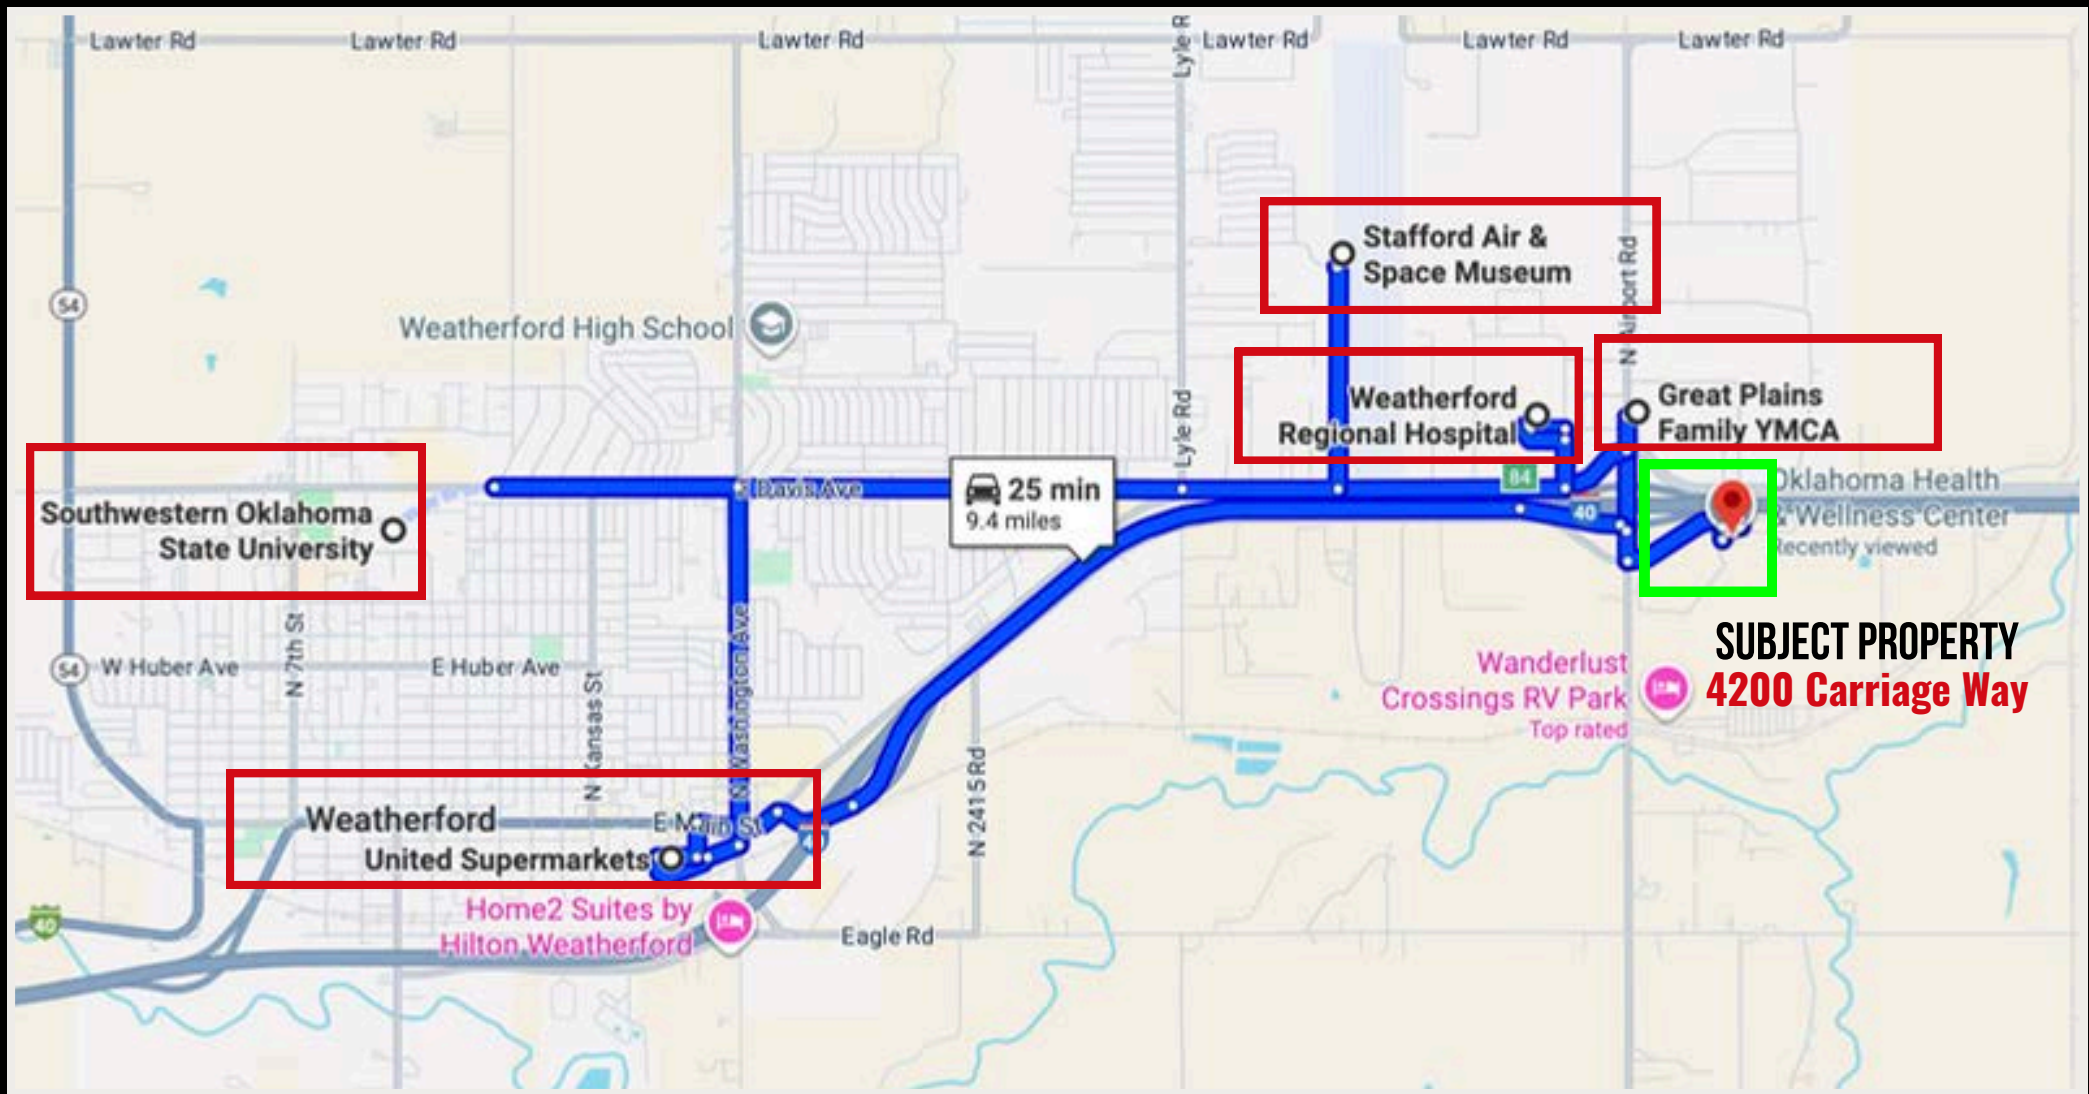 Lawter Rd
Lawter Rd
Lawter Rd
Lyle R
Lawter Rd
Lawter Rd
Lawter Rd
Stafford Air &
Space Museum
N Airport Rd
54
Weatherford High School
Weatherford
Regional Hospital
Great Plains
Family YMCA
Lyle Rd
Southwestern Oklahoma
State University
E Davis Ave
25 min
9.4 miles
84
40
Oklahoma Health
& Wellness Center
Recently viewed
SUBJECT PROPERTY
4200 Carriage Way
54
W Huber Ave
N 7th St
E Huber Ave
N Kansas St
N Washington Ave
Wanderlust
Crossings RV Park
Top rated
N 2415 Rd
Weatherford
E Main St
United Supermarkets
40
Home2 Suites by
Hilton Weatherford
Eagle Rd